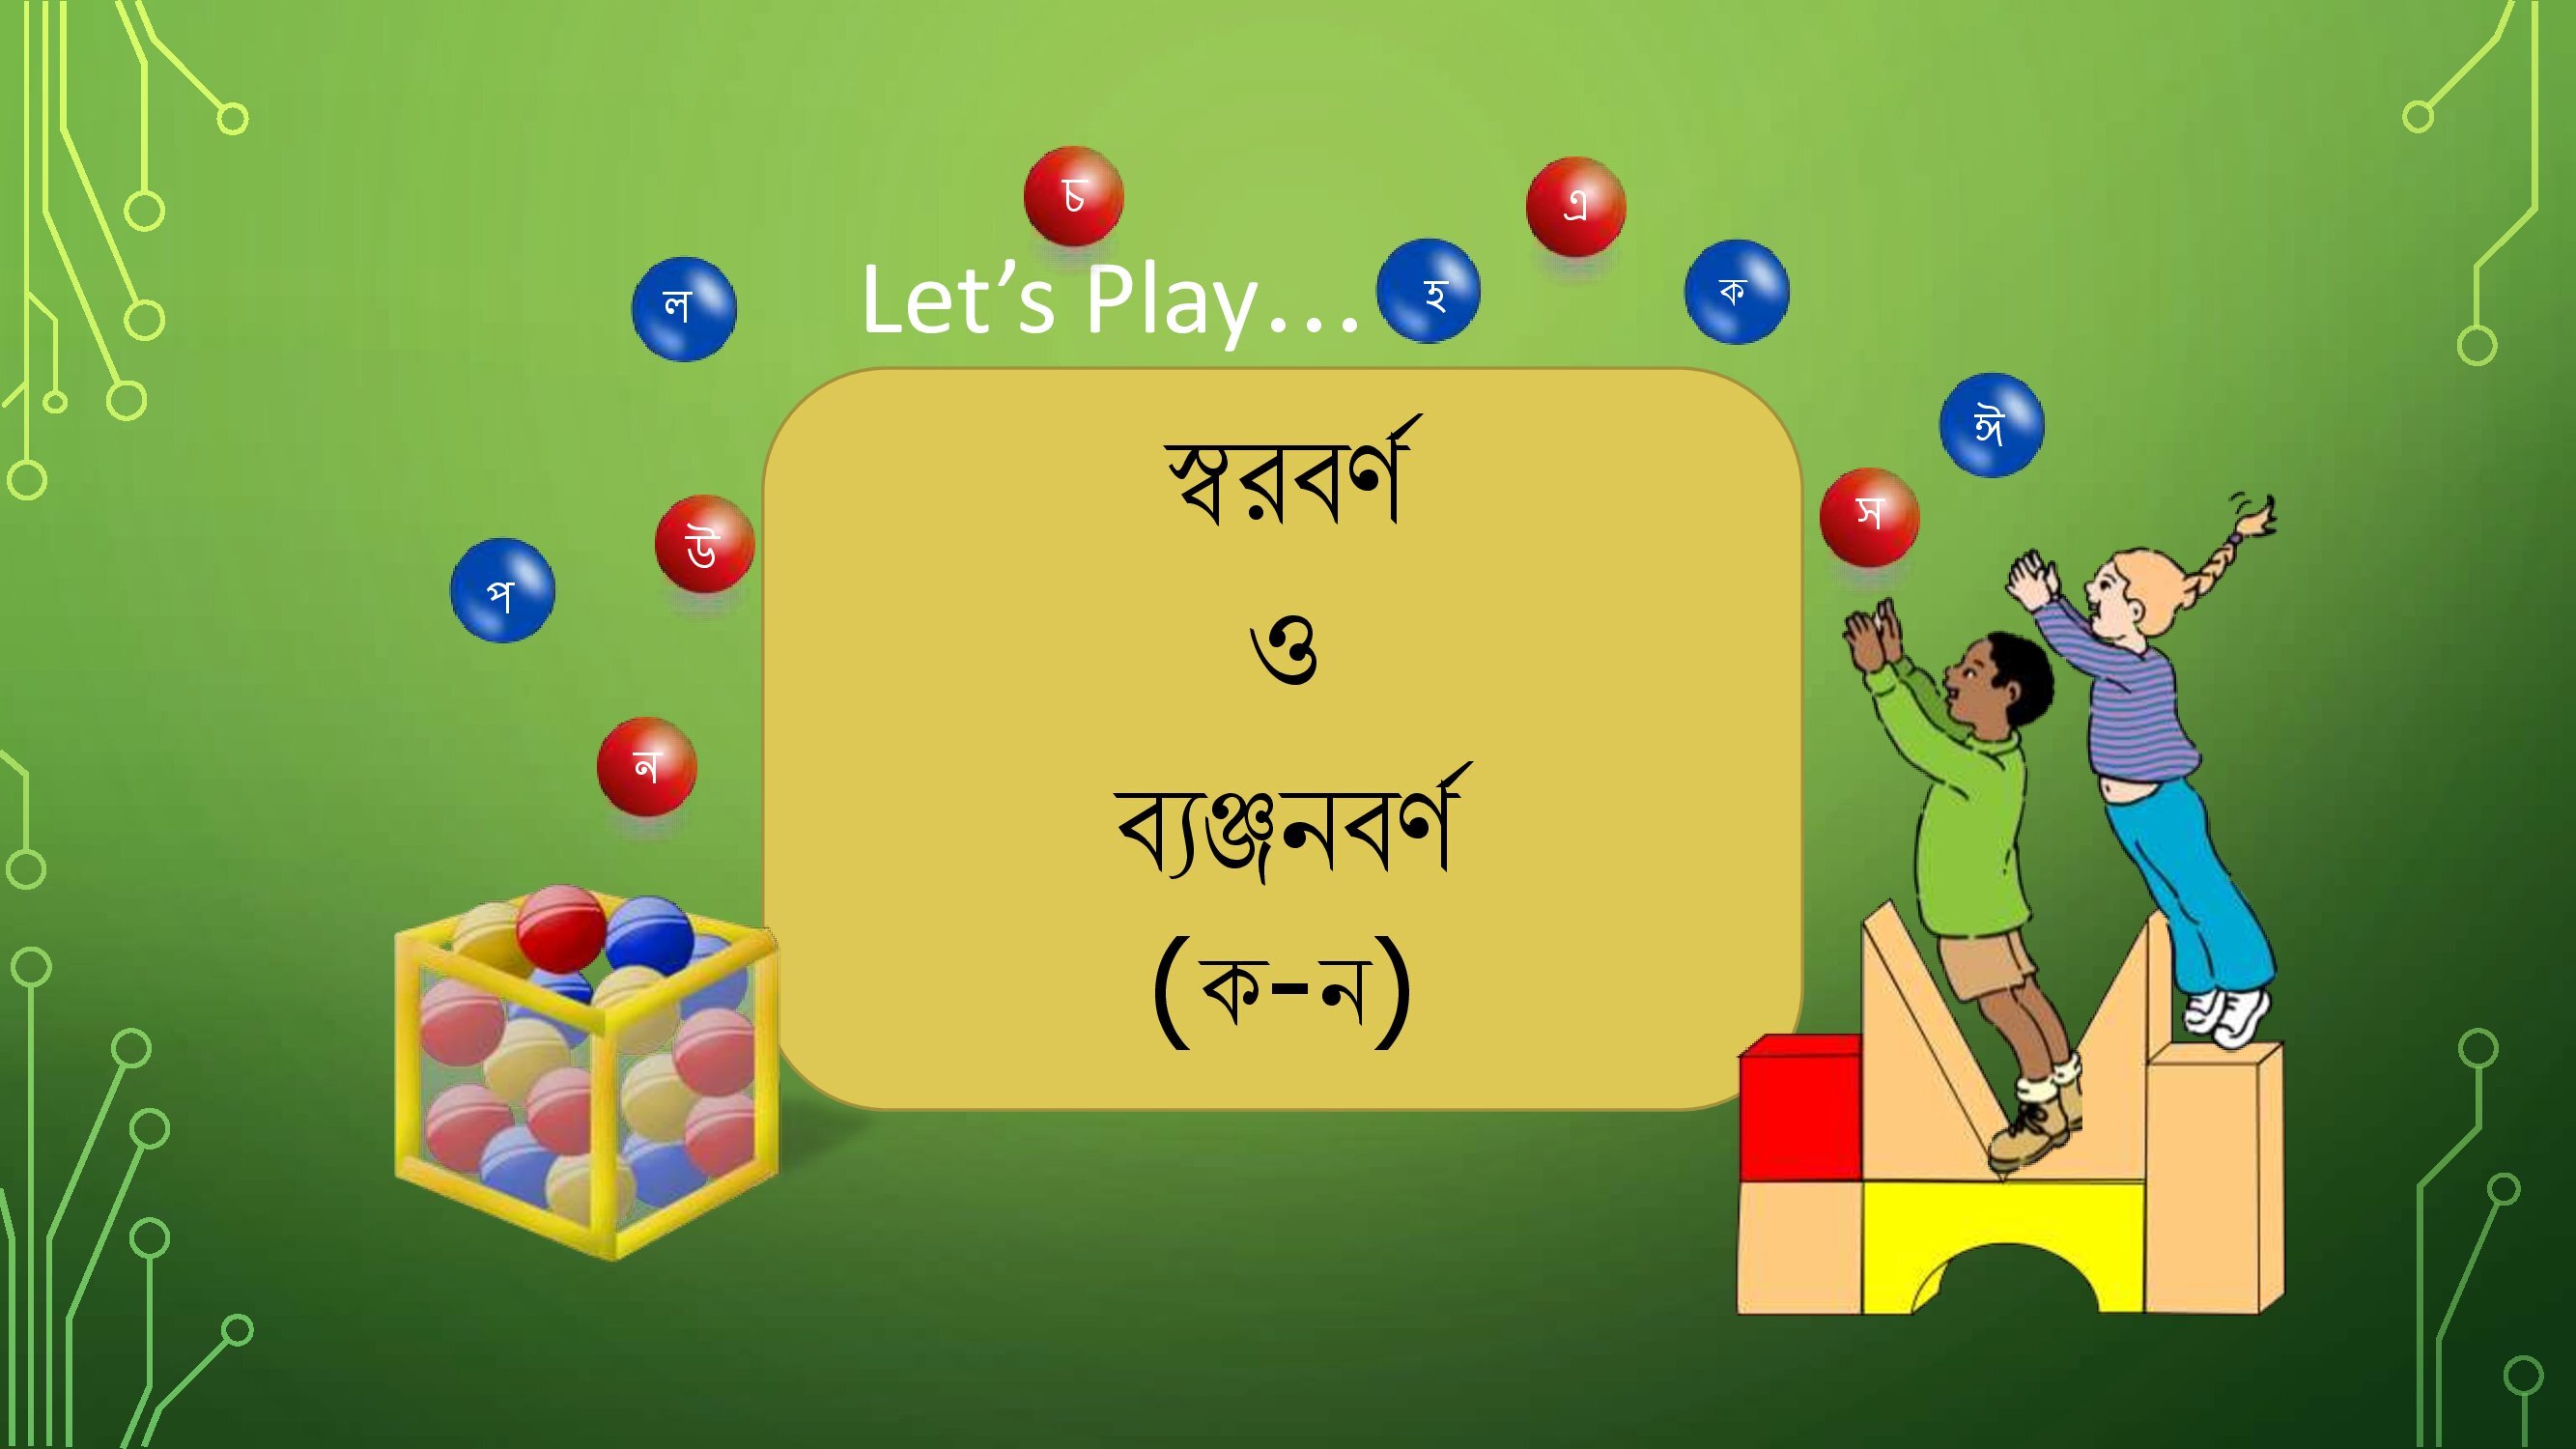 চ
এ
ল
Let’s Play...
হ
ক
ঈ
স
উ
প
ন
স্বরবর্ণ
ও
ব্যঞ্জনবর্ণ
(ক-ন)